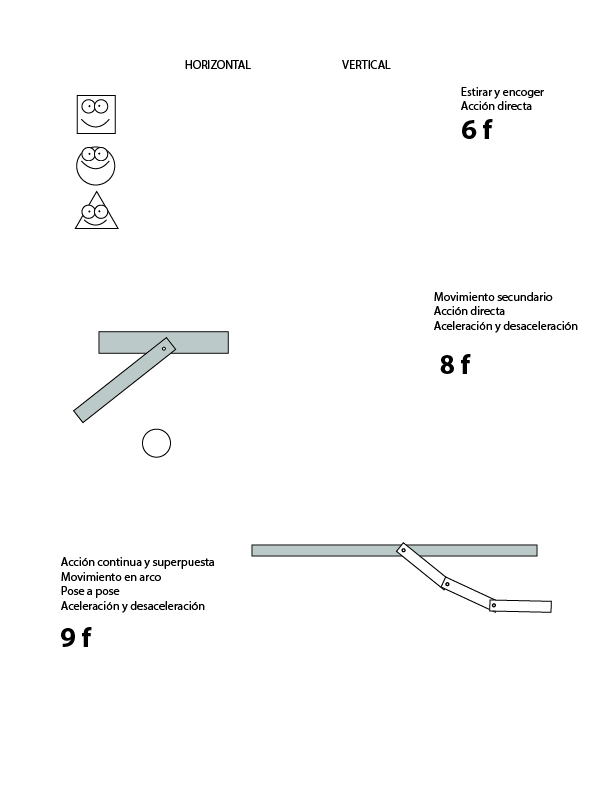 HORIZONTAL
VERTICAL
Estirar y encoger
Acción directa
6 f
Movimiento secundario
Acción directa
Aceleración y desaceleración
8 f
Acción continua y superpuesta
Movimiento en arco
Pose a pose
Aceleración y desaceleración
9 f